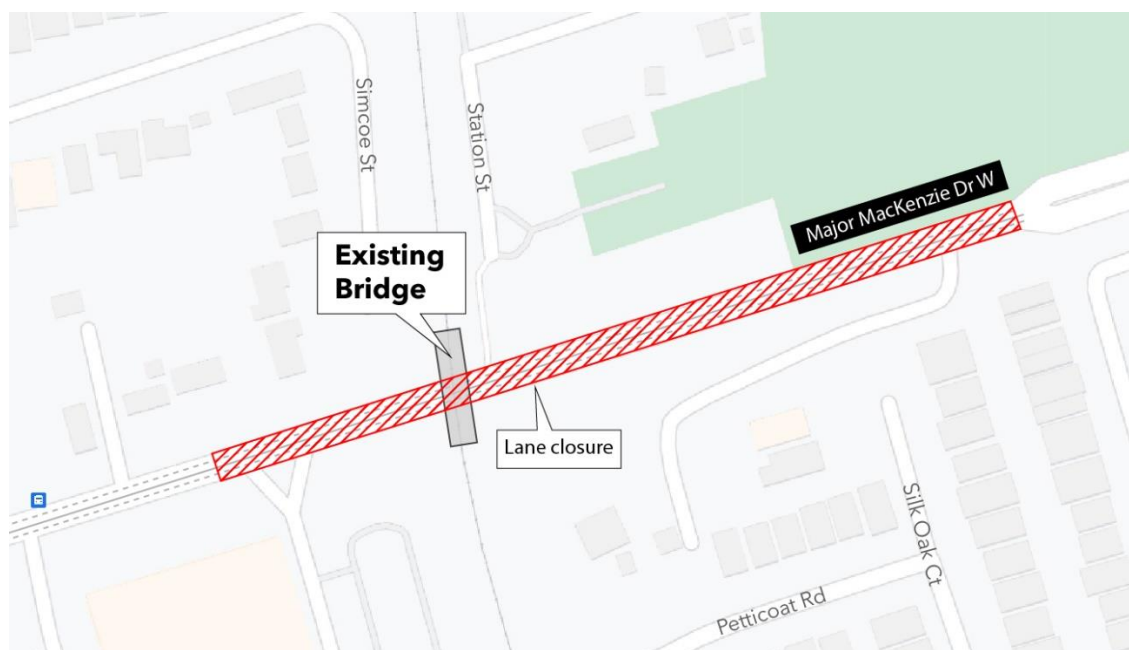 Simcoe St
Station St
Major MacKenzie Dr W
Existing
Bridge
Lane closure
Silk Oak Ct
Petticoat Rd